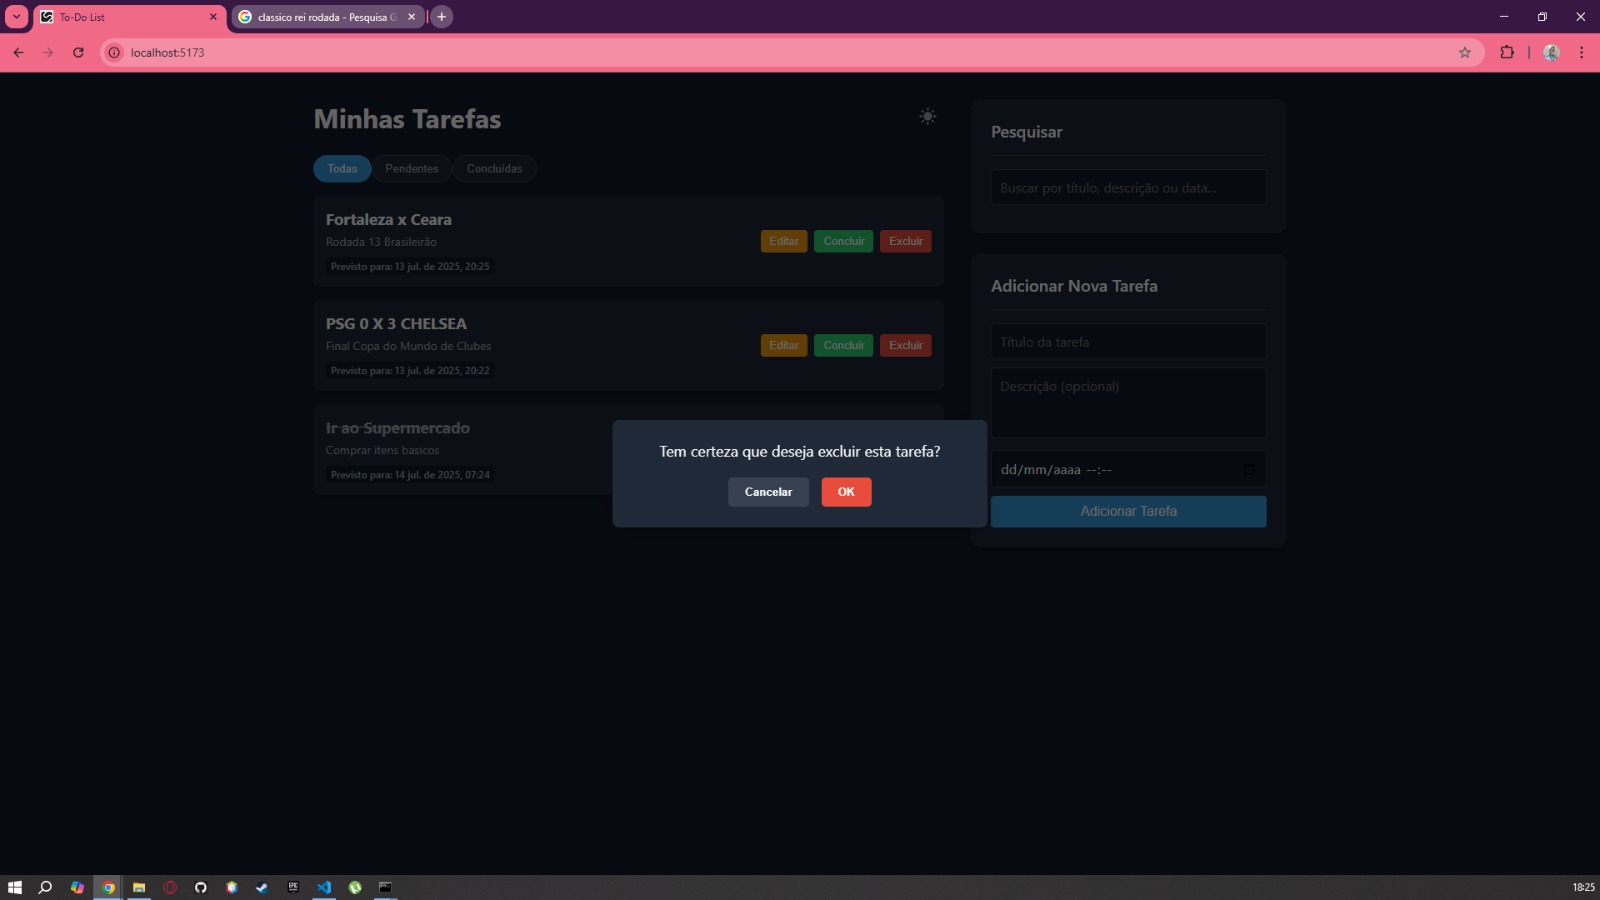 To-Do List
classico rei rodada - Pesquisa G
localhost:5173
Minhas Tarefas
Todas
Pendentes
Concluídas
Fortaleza x Ceara
Rodada 13 Brasileirão
Previsto para: 13 jul. de 2025, 20:25
Editar
Concluir
Excluir
PSG 0 X 3 CHELSEA
Final Copa do Mundo de Clubes
Previsto para: 13 jul. de 2025, 20:22
Editar
Concluir
Excluir
Ir ao Supermercado
Comprar itens basicos
Previsto para: 14 jul. de 2025, 07:24
Tem certeza que deseja excluir esta tarefa?
Cancelar
OK
Pesquisar
Buscar por título, descrição ou data...
Adicionar Nova Tarefa
Título da tarefa
Descrição (opcional)
dd/mm/aaaa --:--
Adicionar Tarefa
18:25